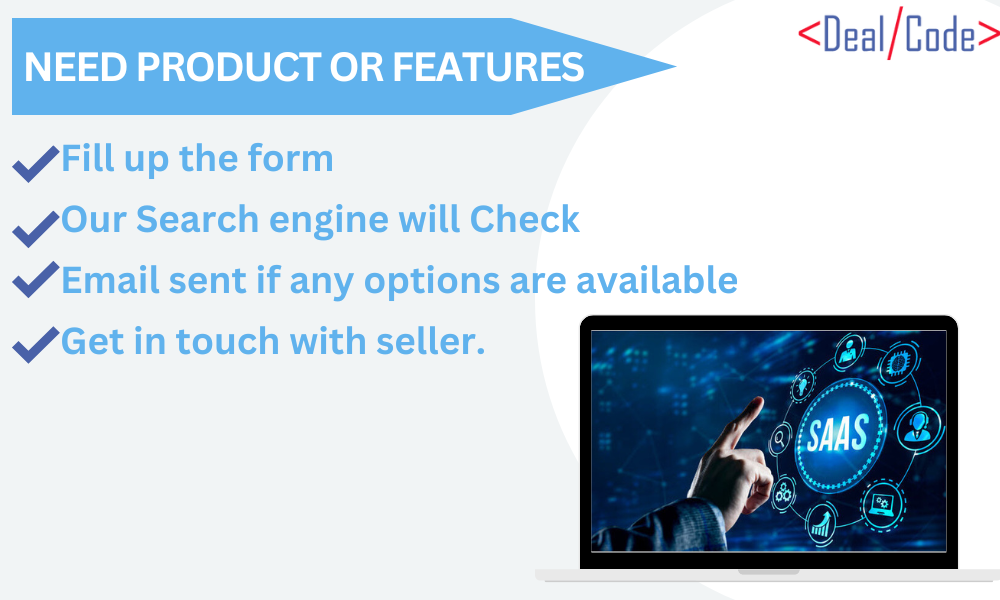 <Deal/Code>
NEED PRODUCT OR FEATURES
Fill up the form
Our Search engine will Check
Email sent if any options are available
Get in touch with seller.
SAAS